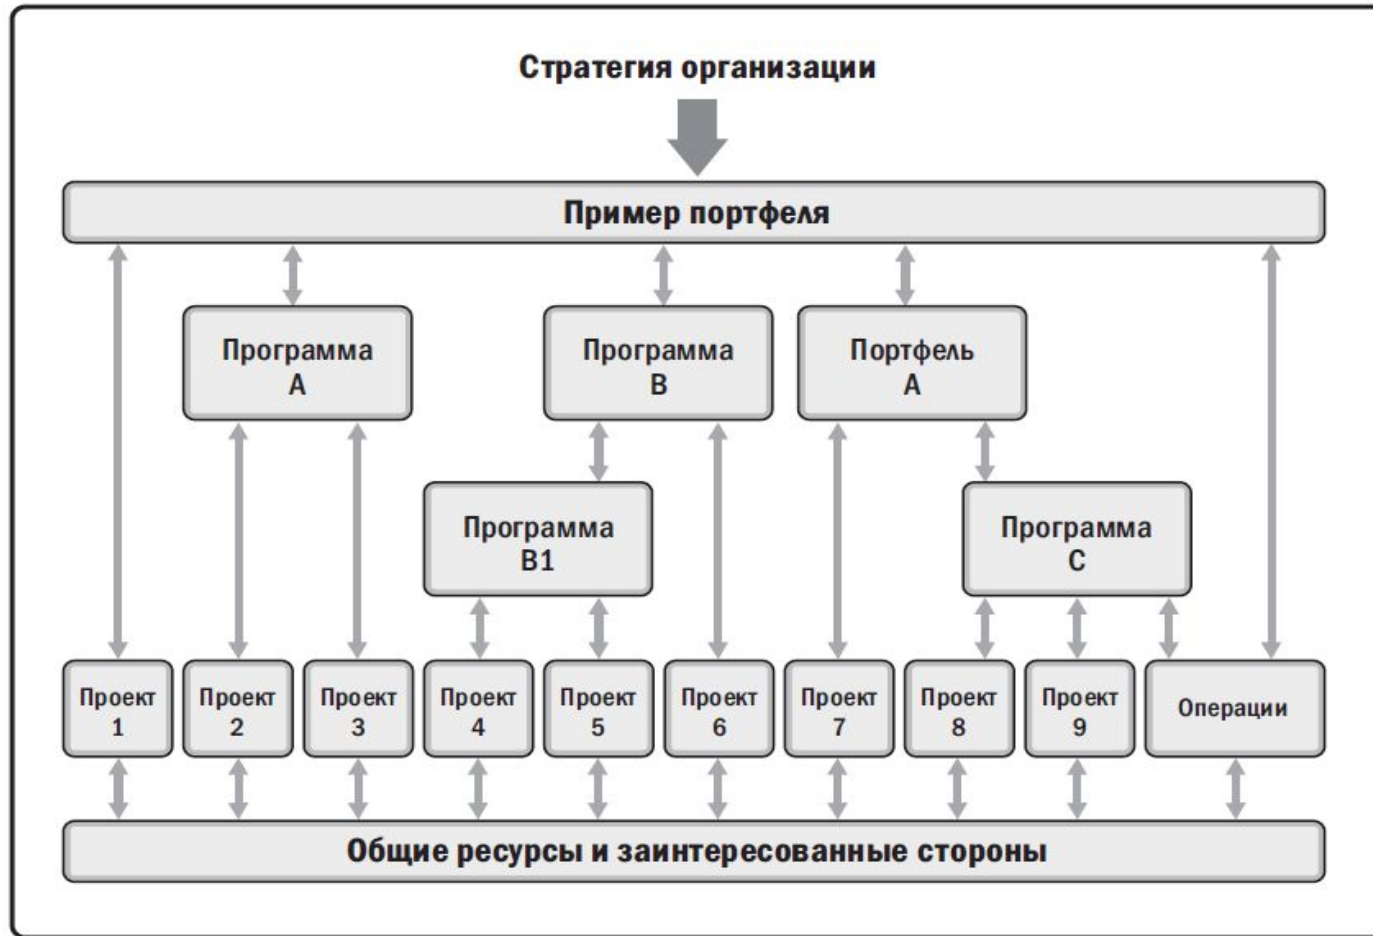 Стратегия организации
Пример портфеля
Программа
A
Программа
B
Портфель
A
Программа
B1
Программа
C
Проект
1
Проект
2
Проект
3
Проект
4
Проект
5
Проект
6
Проект
7
Проект
8
Проект
9
Операции
Общие ресурсы и заинтересованные стороны